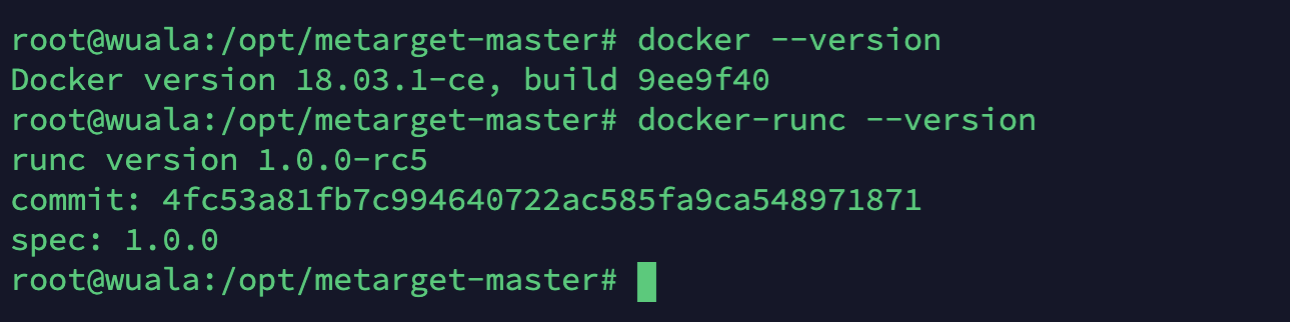 root@wuala:/opt/metarget-master# docker --version
Docker version 18.03.1-ce, build 9ee9f40
root@wuala:/opt/metarget-master# docker-runc --version
runc version 1.0.0-rc5
commit: 4fc53a81fb7c994640722ac585fa9ca548971871
spec: 1.0.0
root@wuala:/opt/metarget-master#